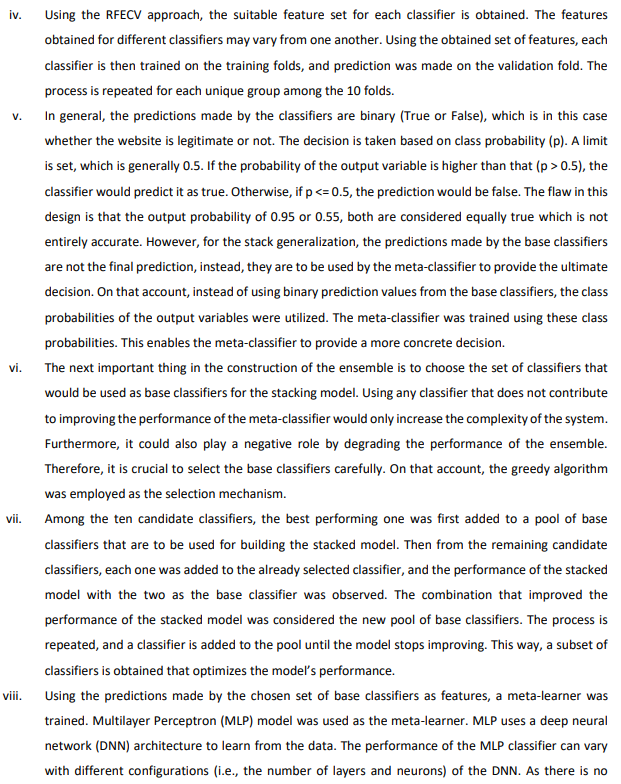 iv. Using the RFECV approach, the suitable feature set for each classifier is obtained. The features
obtained for different classifiers may vary from one another. Using the obtained set of features, each
classifier is then trained on the training folds, and prediction was made on the validation fold. The
process is repeated for each unique group among the 10 folds.
v. In general, the predictions made by the classifiers are binary (True or False), which is in this case
whether the website is legitimate or not. The decision is taken based on class probability (p). A limit
is set, which is generally 0.5. If the probability of the output variable is higher than that (p > 0.5), the
classifier would predict it as true. Otherwise, if p <= 0.5, the prediction would be false. The flaw in this
design is that the output probability of 0.95 or 0.55, both are considered equally true which is not
entirely accurate. However, for the stack generalization, the predictions made by the base classifiers
are not the final prediction, instead, they are to be used by the meta-classifier to provide the ultimate
decision. On that account, instead of using binary prediction values from the base classifiers, the class
probabilities of the output variables were utilized. The meta-classifier was trained using these class
probabilities. This enables the meta-classifier to provide a more concrete decision.
vi. The next important thing in the construction of the ensemble is to choose the set of classifiers that
would be used as base classifiers for the stacking model. Using any classifier that does not contribute
to improving the performance of the meta-classifier would only increase the complexity of the system.
Furthermore, it could also play a negative role by degrading the performance of the ensemble.
Therefore, it is crucial to select the base classifiers carefully. On that account, the greedy algorithm
was employed as the selection mechanism.
vii. Among the ten candidate classifiers, the best performing one was first added to a pool of base
classifiers that are to be used for building the stacked model. Then from the remaining candidate
classifiers, each one was added to the already selected classifier, and the performance of the stacked
model with the two as the base classifier was observed. The combination that improved the
performance of the stacked model was considered the new pool of base classifiers. The process is
repeated, and a classifier is added to the pool until the model stops improving. This way, a subset of
classifiers is obtained that optimizes the model's performance.
viii. Using the predictions made by the chosen set of base classifiers as features, a meta-learner was
trained. Multilayer Perceptron (MLP) model was used as the meta-learner. MLP uses a deep neural
network (DNN) architecture to learn from the data. The performance of the MLP classifier can vary
with different configurations (i.e., the number of layers and neurons) of the DNN. As there is no